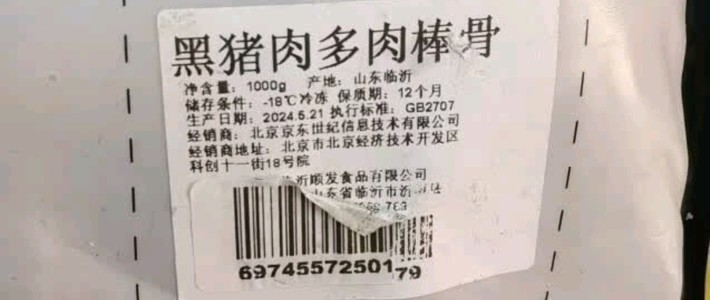 黑猪肉多肉棒骨
净含量：1000g 产地：山东临沂
储存条件：-18℃冷冻 保质期：12个月
生产日期：2024.5.21 执行标准：GB2707
经销商：北京京东世纪信息技术有限公司
经销商地址：北京市北京经济技术开发区
科创十一街18号院
临沂顺发食品有限公司
山东省临沂市
6974557250179